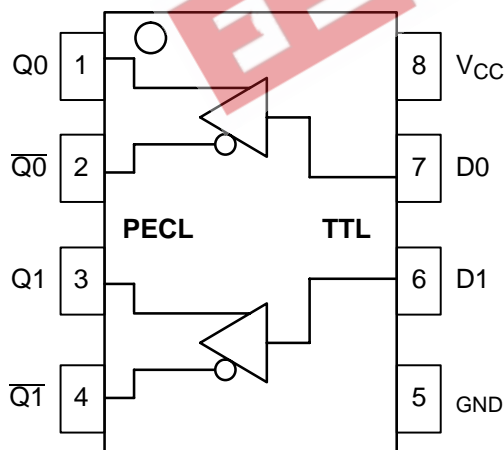 Q0 1 8 VCC
Q0 2 7 D0
PECL TTL
Q1 3 6 D1
Q1 4 5 GND